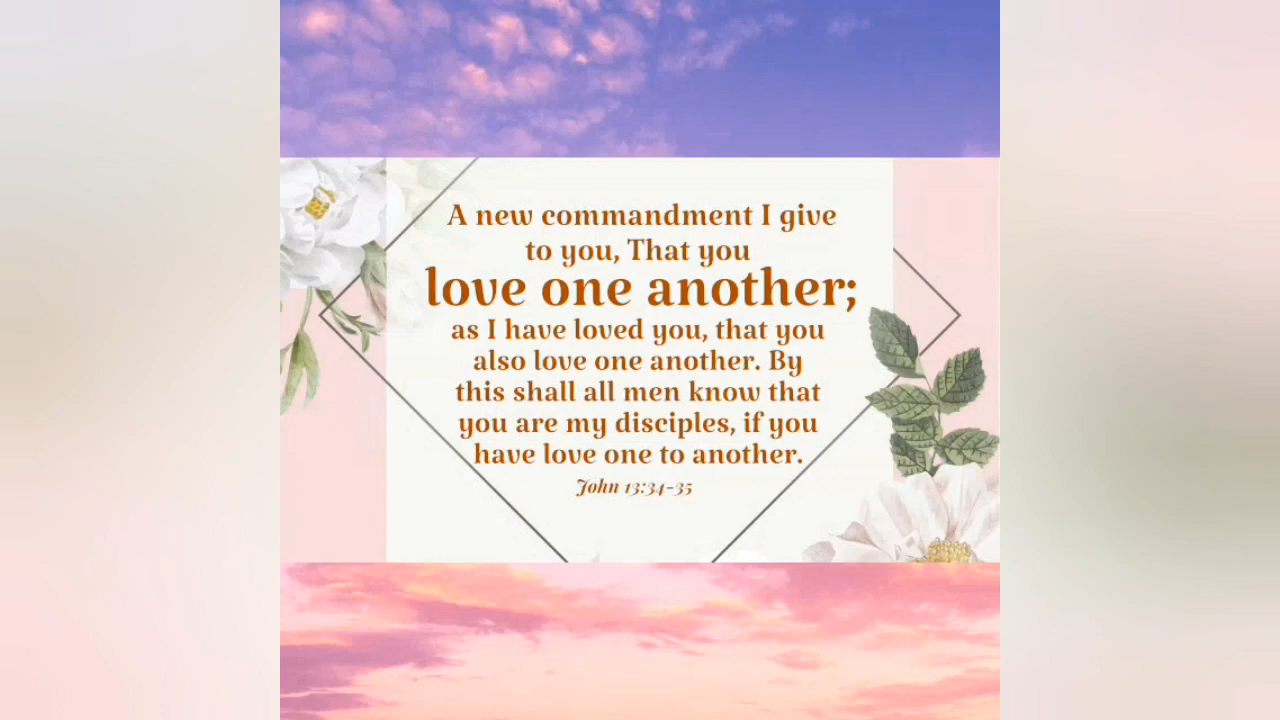 A new commandment I give
to you, That you
love one another;
as I have loved you, that you
also love one another. By
this shall all men know that
you are my disciples, if you
have love one to another.
John 13:34-35